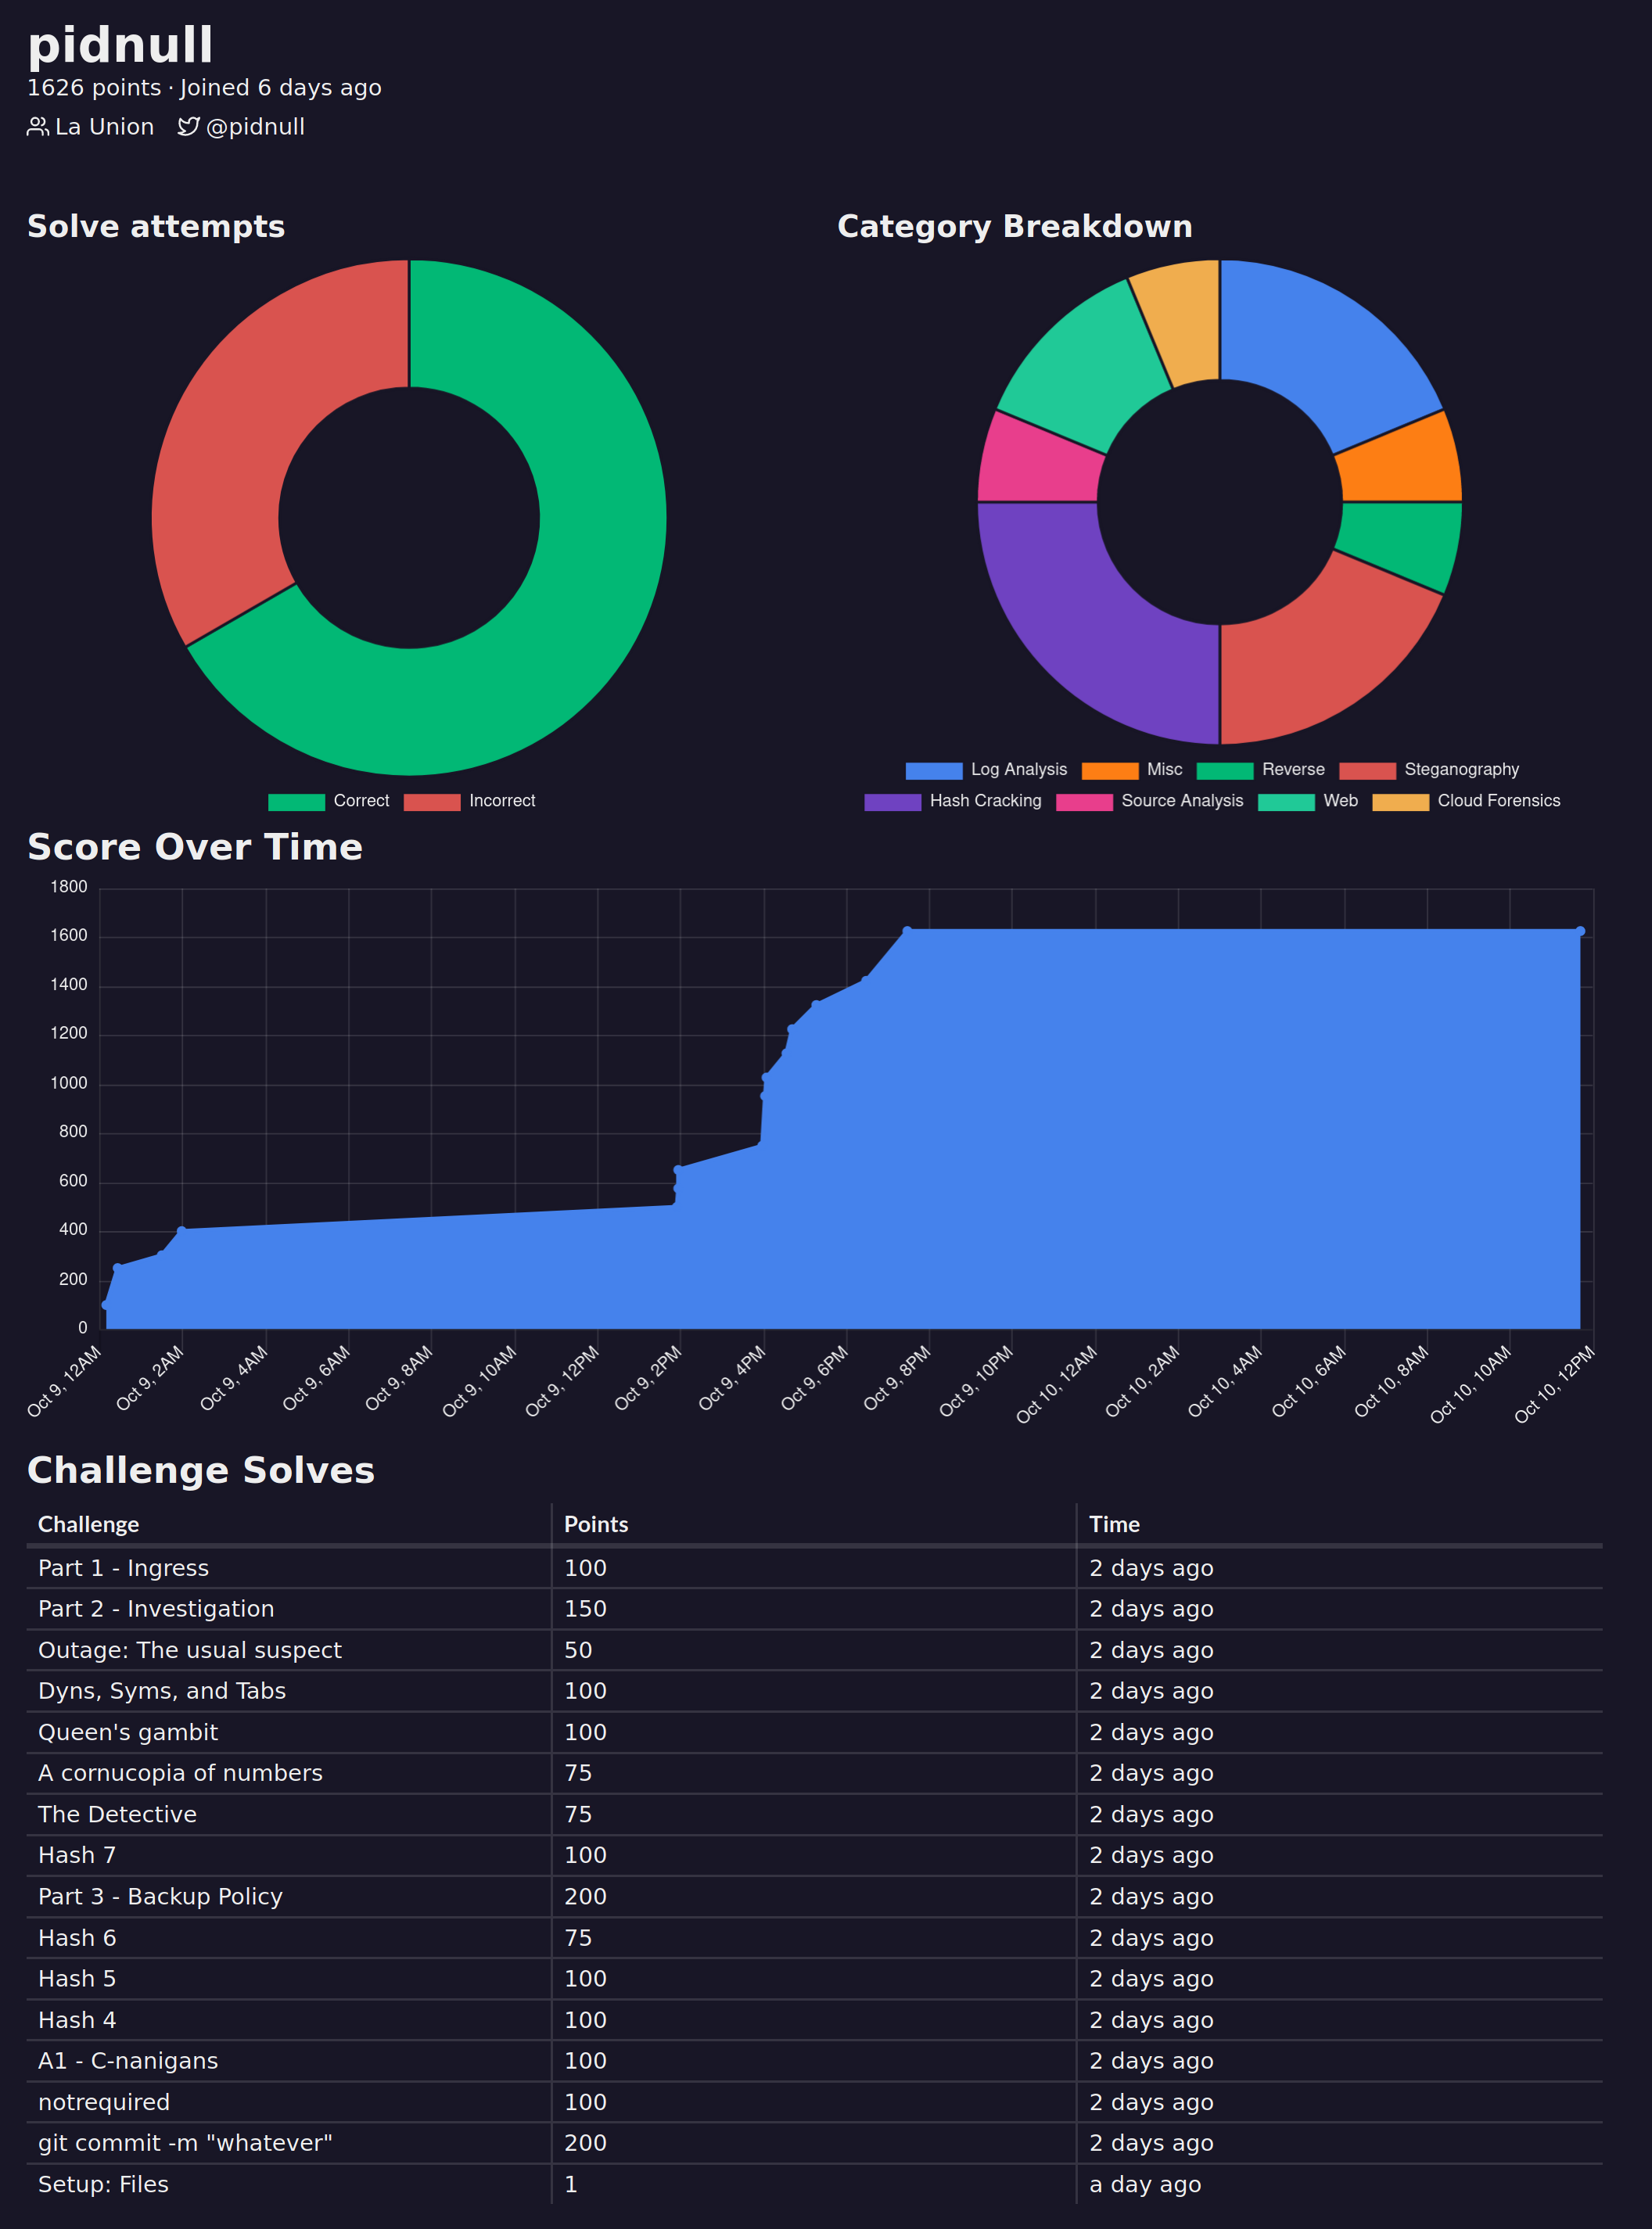 pidnull
1626 points · Joined 6 days ago
La Union @pidnull
Solve attempts
Correct Incorrect
Category Breakdown
Log Analysis Misc Reverse Steganography
Hash Cracking Source Analysis Web Cloud Forensics
Score Over Time
1800
1600
1400
1200
1000
800
600
400
200
0
Oct 9, 12AM
Oct 9, 2AM
Oct 9, 4AM
Oct 9, 6AM
Oct 9, 8AM
Oct 9, 10AM
Oct 9, 12PM
Oct 9, 2PM
Oct 9, 4PM
Oct 9, 6PM
Oct 9, 8PM
Oct 9, 10PM
Oct 10, 12AM
Oct 10, 2AM
Oct 10, 4AM
Oct 10, 6AM
Oct 10, 8AM
Oct 10, 10AM
Oct 10, 12PM
Challenge Solves
Challenge Points Time
Part 1 - Ingress 100 2 days ago
Part 2 - Investigation 150 2 days ago
Outage: The usual suspect 50 2 days ago
Dyns, Syms, and Tabs 100 2 days ago
Queen's gambit 100 2 days ago
A cornucopia of numbers 75 2 days ago
The Detective 75 2 days ago
Hash 7 100 2 days ago
Part 3 - Backup Policy 200 2 days ago
Hash 6 75 2 days ago
Hash 5 100 2 days ago
Hash 4 100 2 days ago
A1 - C-nanigans 100 2 days ago
notrequired 100 2 days ago
git commit -m "whatever" 200 2 days ago
Setup: Files 1 a day ago